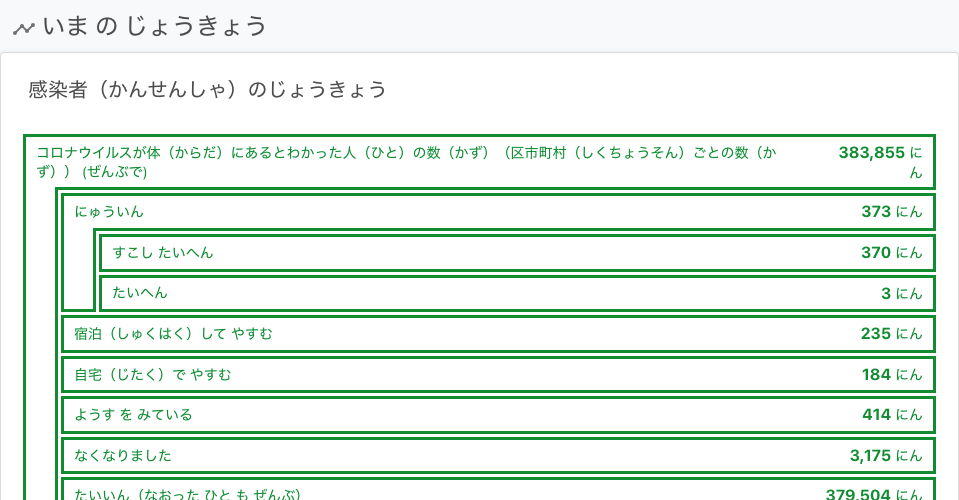 いま の じょうきょう
感染者（かんせんしゃ）のじょうきょう
コロナウイルスが体（からだ）にあるとわかった人（ひと）の数（かず）（区市町村（しくちょうそん）ごとの数（か
ず））(ぜんぶで)
383,855 に
ん
にゅういん 373 にん
すこし たいへん 370 にん
たいへん 3 にん
宿泊（しゅくはく）して やすむ 235 にん
自宅（じたく）で やすむ 184 にん
ようす を みている 414 にん
なくなりました 3,175 にん
たいいん（なおった ひと も ぜんぶ） 379,504 にん